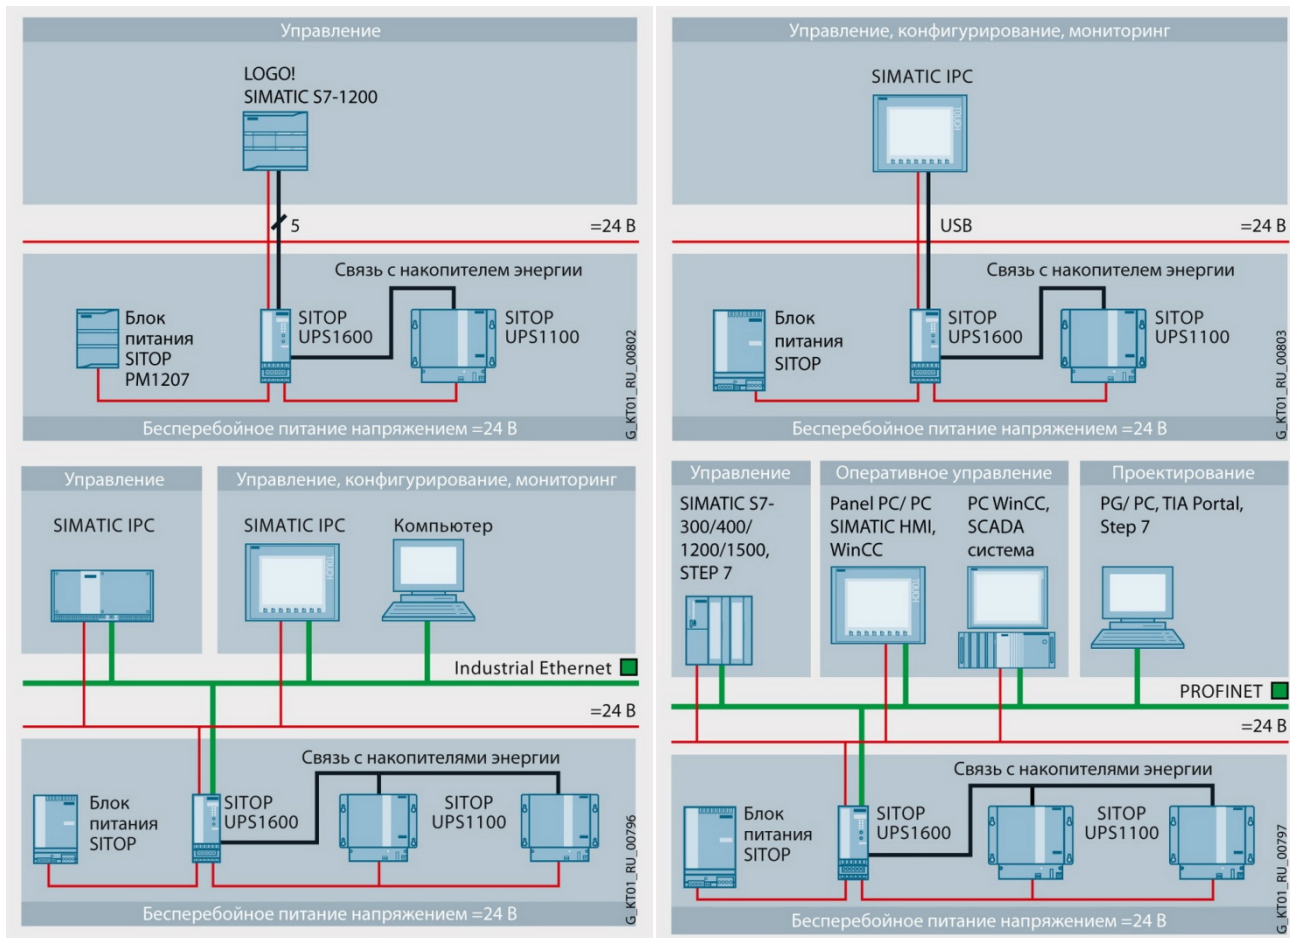 Управление
LOGO!
SIMATIC S7-1200
5
=24 В
Связь с накопителем энергии
Блок
питания
SITOP
PM1207
SITOP
UPS1600
SITOP
UPS1100
Бесперебойное питание напряжением =24 В
G_KT01_RU_00802
Управление, конфигурирование, мониторинг
SIMATIC IPC
TOUCH
USB
=24 В
Связь с накопителем энергии
Блок
питания
SITOP
SITOP
UPS1600
SITOP
UPS1100
Бесперебойное питание напряжением =24 В
G_KT01_RU_00803
Управление
SIMATIC IPC
Управление, конфигурирование, мониторинг
SIMATIC IPC
TOUCH
Компьютер
Industrial Ethernet
=24 В
Связь с накопителями энергии
Блок
питания
SITOP
SITOP
UPS1600
SITOP
UPS1100
Бесперебойное питание напряжением =24 В
G_KT01_RU_00796
Управление
SIMATIC S7-
300/400/
1200/1500,
STEP 7
Оперативное управление
Panel PC/ PC
SIMATIC HMI,
WinCC
TOUCH
PC WinCC,
SCADA
система
Проектирование
PG/ PC, TIA Portal,
Step 7
PROFINET
=24 В
Связь с накопителями энергии
Блок
питания
SITOP
SITOP
UPS1600
SITOP
UPS1100
Бесперебойное питание напряжением =24 В
G_KT01_RU_00797